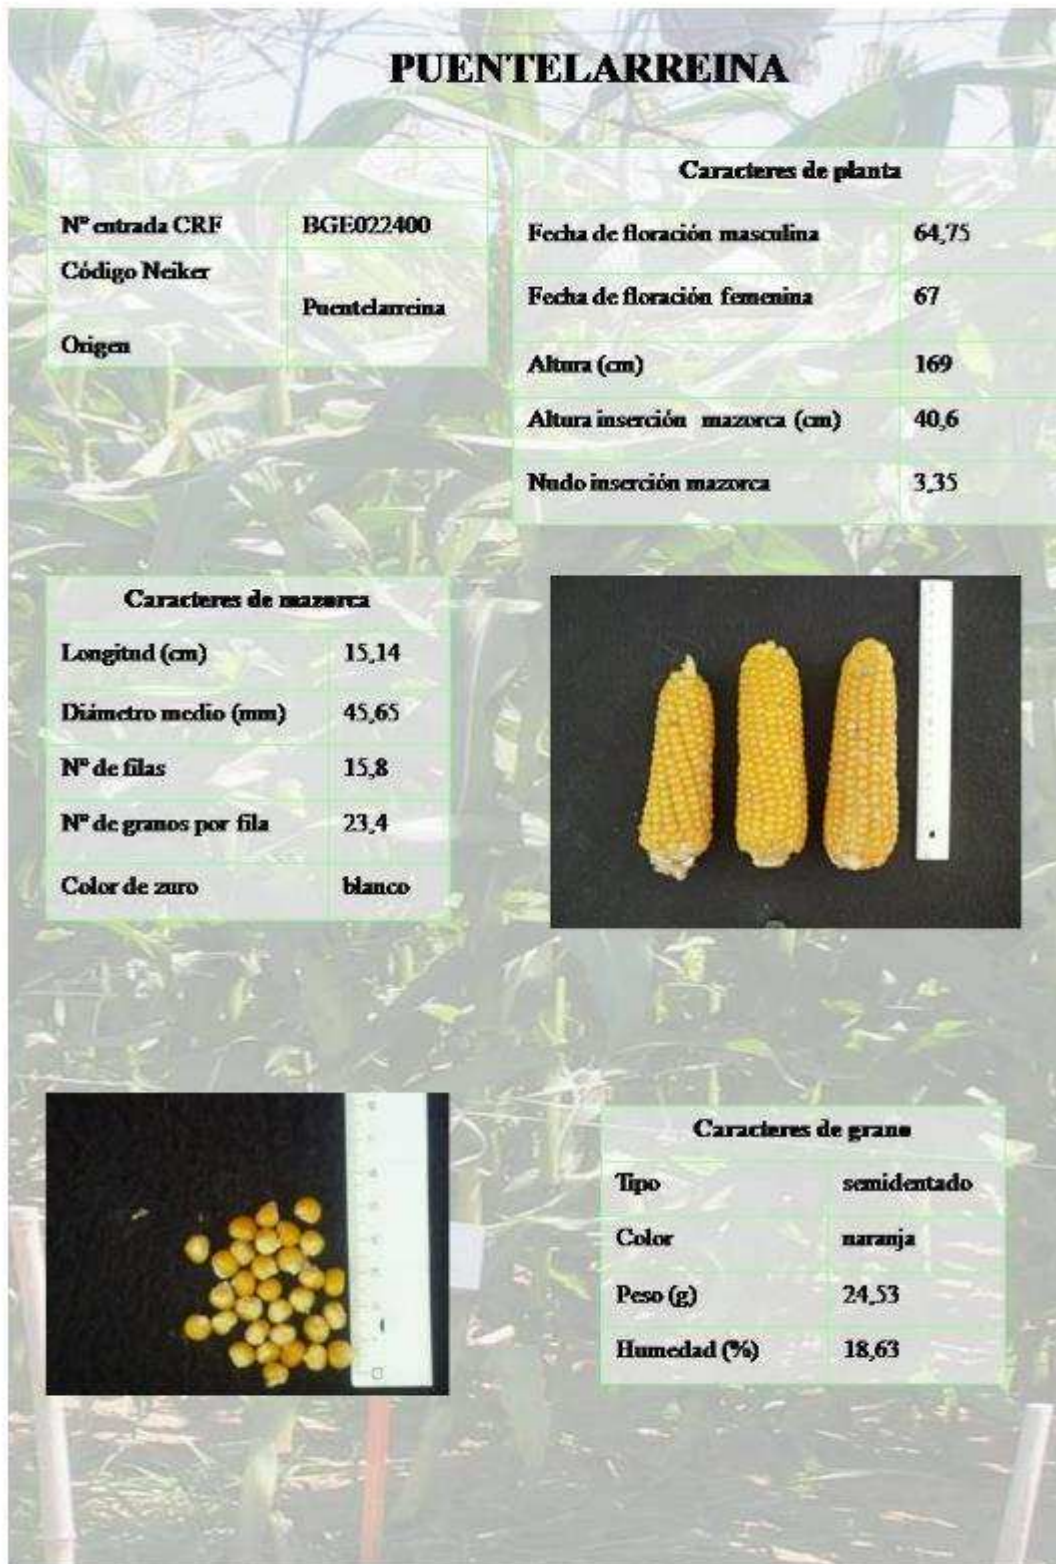 PUENTELARREINA
Nº entrada CRF BGE022400
Código Neiker
Puentelarreina
Origen
Caracteres de planta
Fecha de floración masculina 64,75
Fecha de floración femenina 67
Altura (cm) 169
Altura inserción mazorca (cm) 40,6
Nudo inserción mazorca 3,35
Caracteres de mazorca
Longitud (cm) 15,14
Diámetro medio (mm) 45,65
Nº de filas 15,8
Nº de granos por fila 23,4
Color de zuro blanco
Caracteres de grano
Tipo semidentado
Color naranja
Peso (g) 24,53
Humedad (%) 18,63